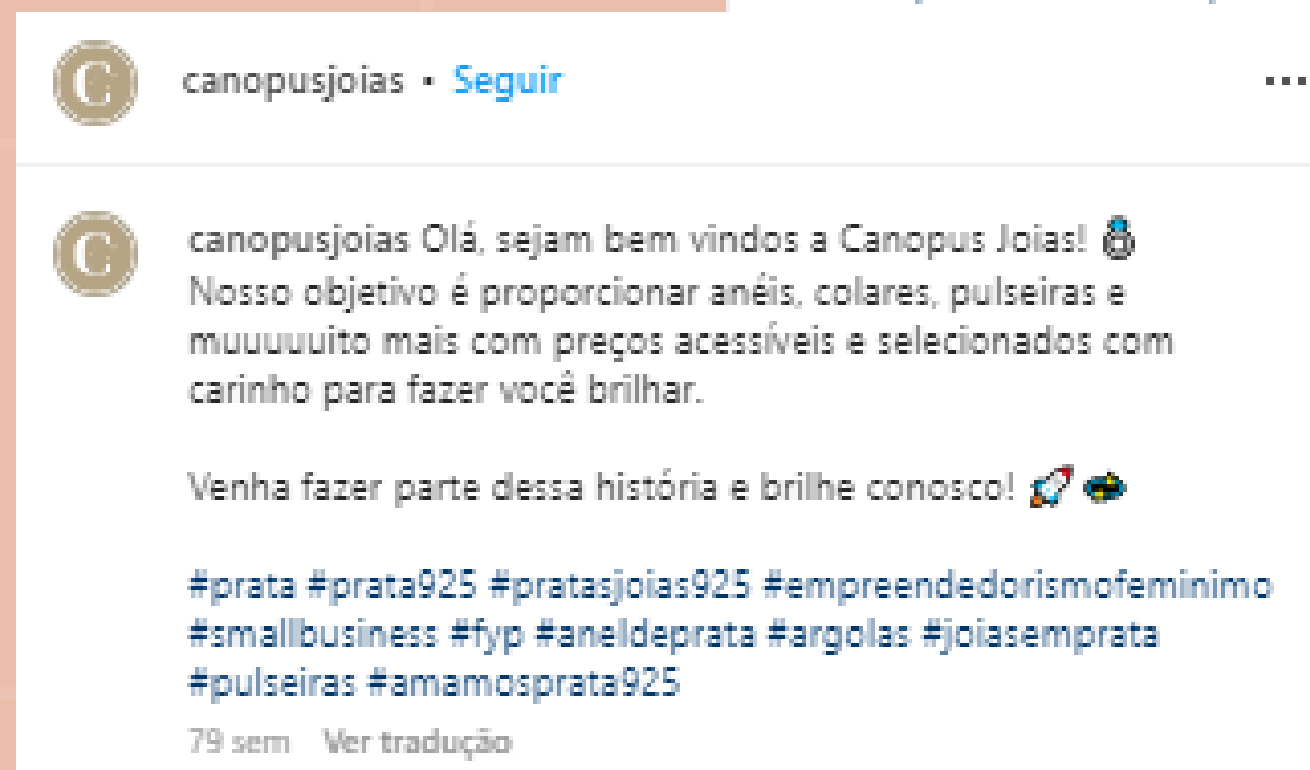 canopusjoias • Seguir
canopusjoias Olá, sejam bem vindos a Canopus Joias!
Nosso objetivo é proporcionar anéis, colares, pulseiras e
muuuuuito mais com preços acessíveis e selecionados com
carinho para fazer você brilhar.
Venha fazer parte dessa história e brilhe conosco! 🚀
#prata #prata925 #pratasjoias925 #empreendedorismofeminimo
#smallbusiness #fyp #aneldeprata #argolas #joiasemprata
#pulseiras #amamosprata925
79 sem Ver tradução